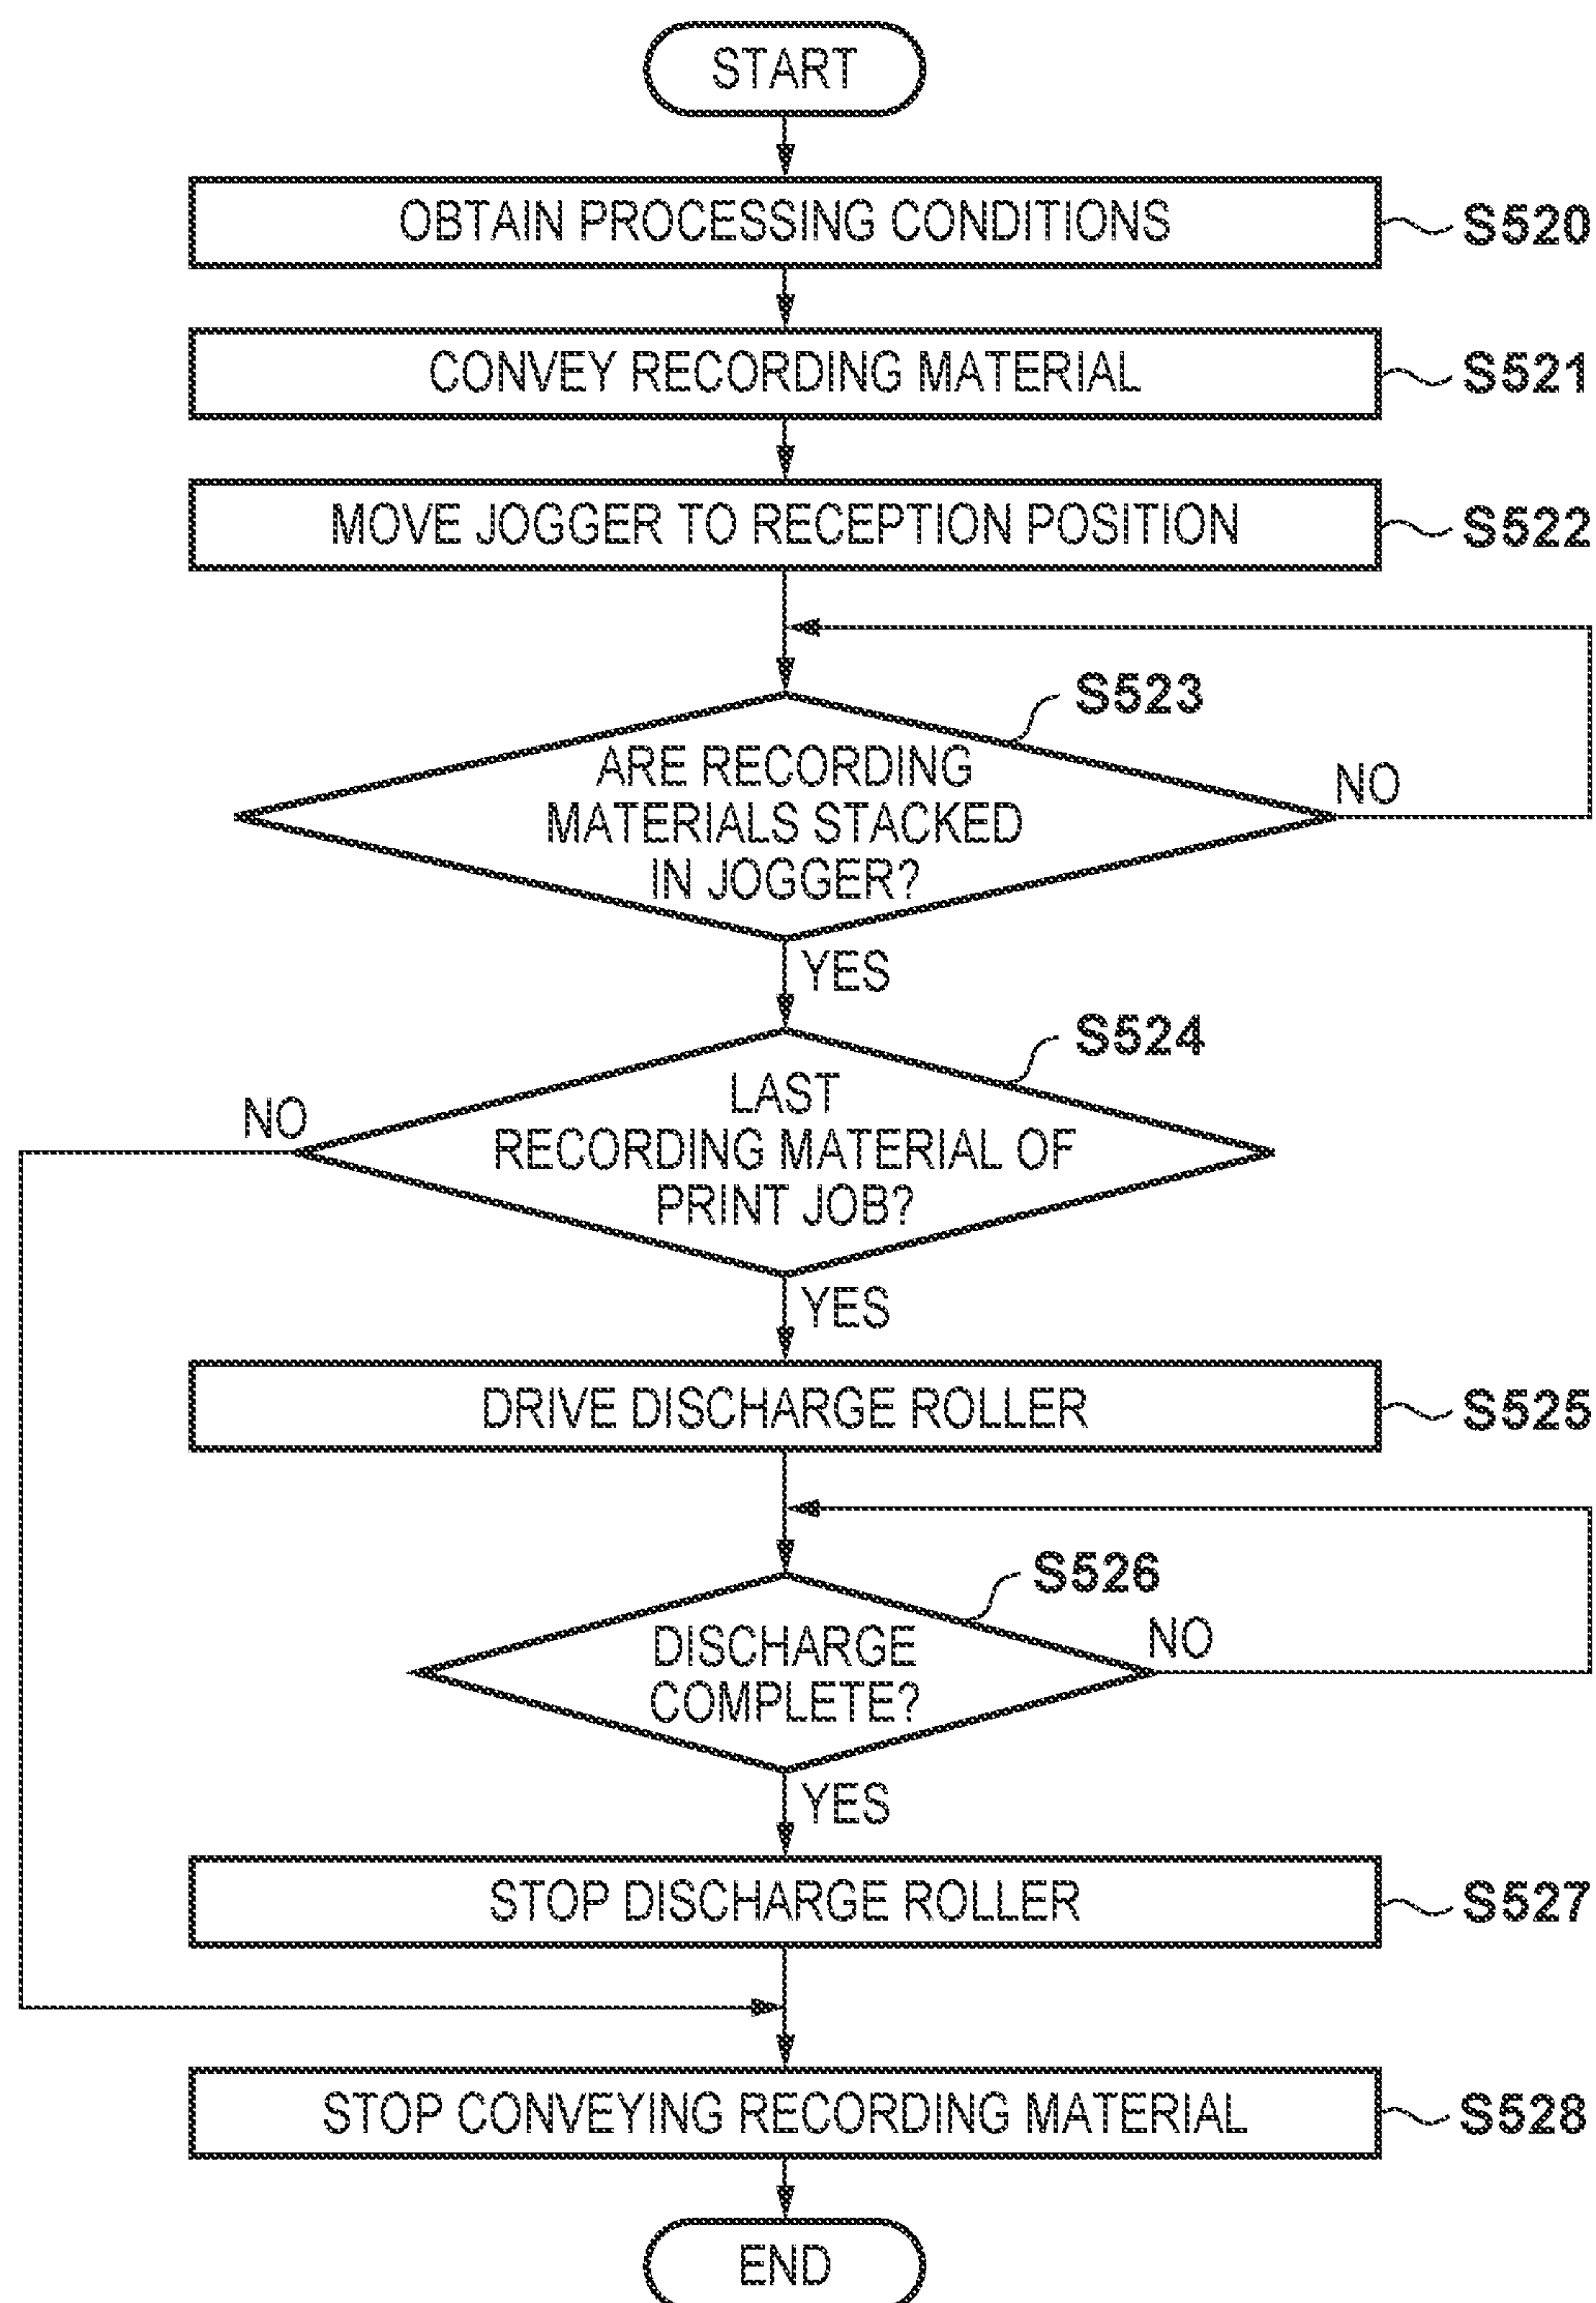 START
OBTAIN PROCESSING CONDITIONS
S520
CONVEY RECORDING MATERIAL
S521
MOVE JOGGER TO RECEPTION POSITION
S522
S523
ARE RECORDING
MATERIALS STACKED
IN JOGGER?
NO
YES
S524
LAST
RECORDING MATERIAL OF
PRINT JOB?
NO
YES
DRIVE DISCHARGE ROLLER
S525
S526
DISCHARGE
COMPLETE?
NO
YES
STOP DISCHARGE ROLLER
S527
STOP CONVEYING RECORDING MATERIAL
S528
END